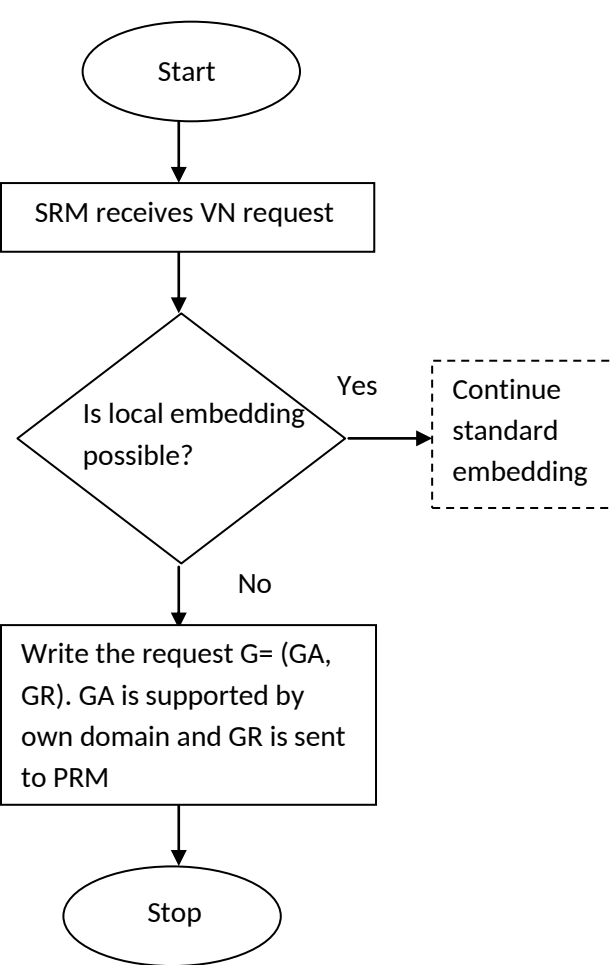 Start
SRM receives VN request
Is local embedding
possible?
Yes
Continue
standard
embedding
No
Write the request G= (GA,
GR). GA is supported by
own domain and GR is sent
to PRM
Stop